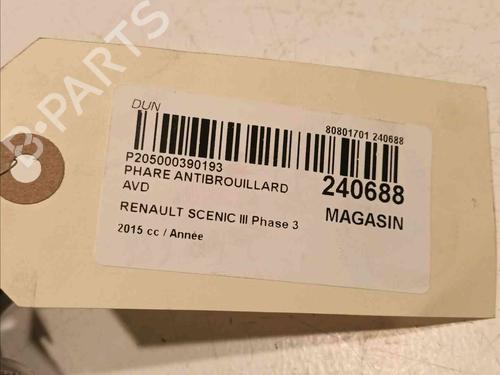 DUN
80801701 240688
P205000390193
PHARE ANTIBROUILLARD
AVD
240688
RENAULT SCENIC III Phase 3
MAGASIN
2015 cc / Année
B-PARTS